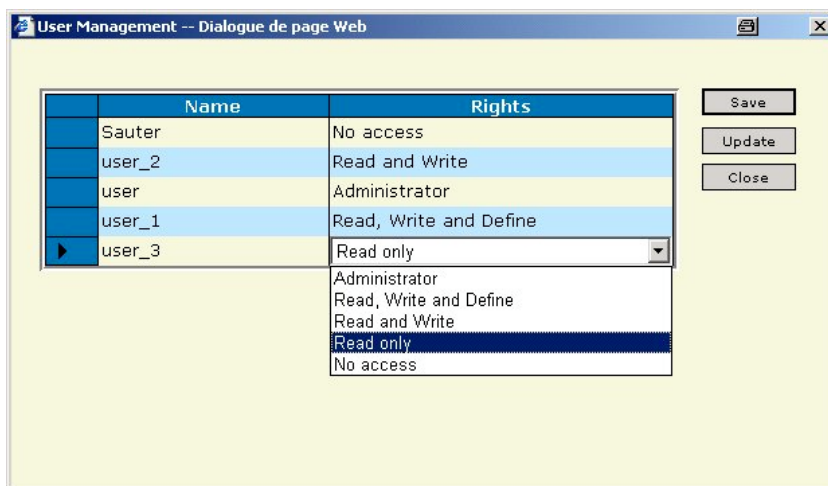 User Management -- Dialogue de page Web
Name Rights
Sauter No access
user_2 Read and Write
user Administrator
user_1 Read, Write and Define
user_3 Read only
Administrator
Read, Write and Define
Read and Write
Read only
No access
Save
Update
Close